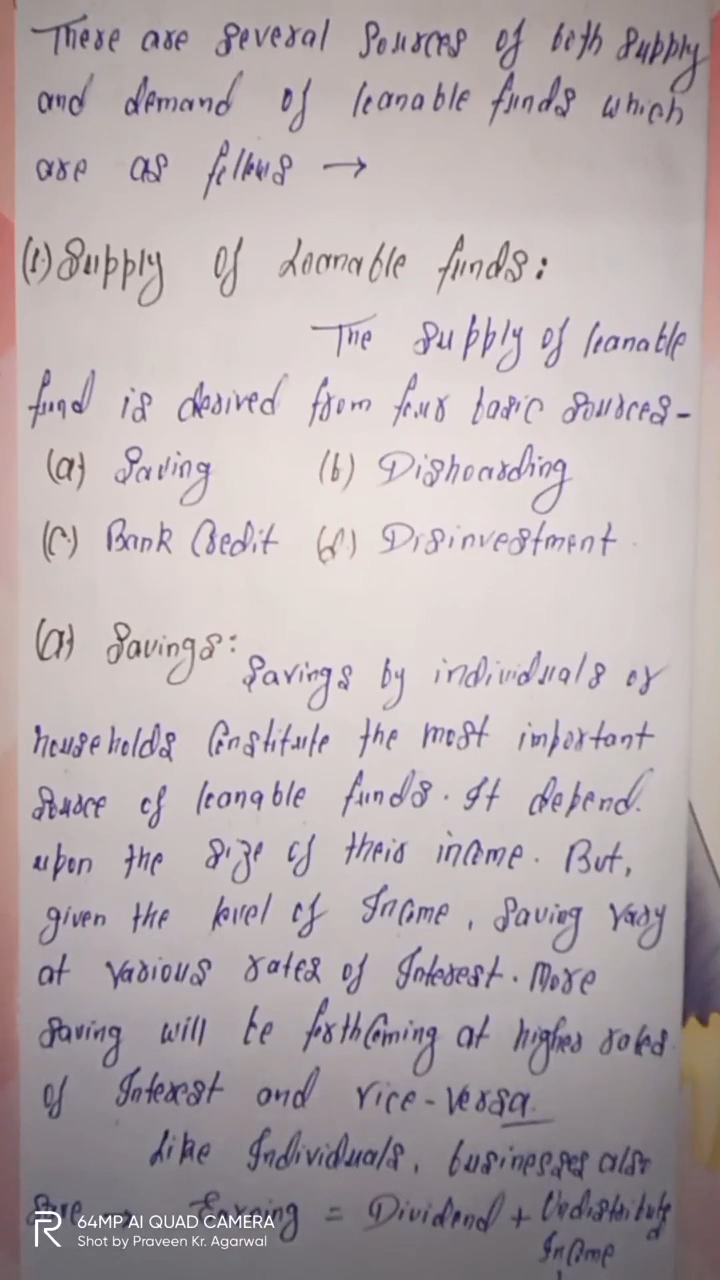 There are several sources of both supply
and demand of loanable funds which
are as follows →
(1) Supply of Loanable funds:
The supply of loanable
fund is derived from four basic sources-
(a) Saving (b) Dishoarding
(c) Bank Credit (d) Disinvestment.
(a) Savings:
Savings by individuals or
households Constitute the most important
source of loanable funds. It depend
upon the size of their income. But,
given the level of Income, saving vary
at various rates of Interest. More
saving will be forthcoming at higher rates
of Interest and vice-versa.
Like Individuals, businesses also
Save → Earning = Dividend + Undistributed
Income
64MP AI QUAD CAMERA
Shot by Praveen Kr. Agarwal